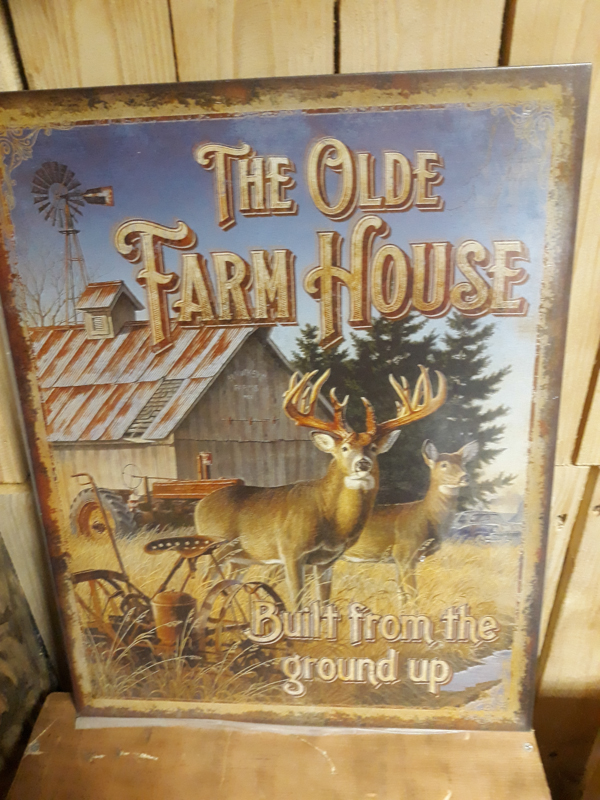 The Olde
Farm House
Built from the
ground up